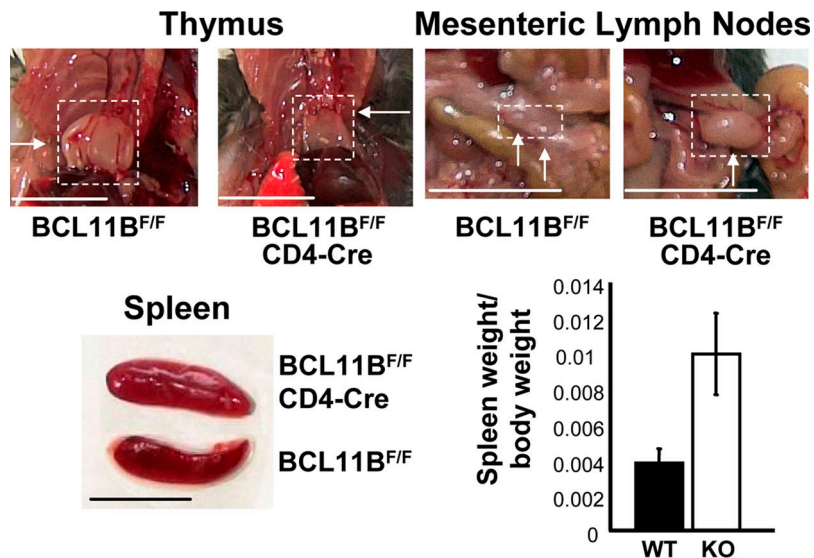 Thymus
Mesenteric Lymph Nodes
BCL11B^F/F
BCL11B^F/F
CD4-Cre
BCL11B^F/F
BCL11B^F/F
CD4-Cre
Spleen
BCL11B^F/F
CD4-Cre
BCL11B^F/F
Spleen weight/
body weight
0.014
0.012
0.01
0.008
0.006
0.004
0.002
0
WT
KO